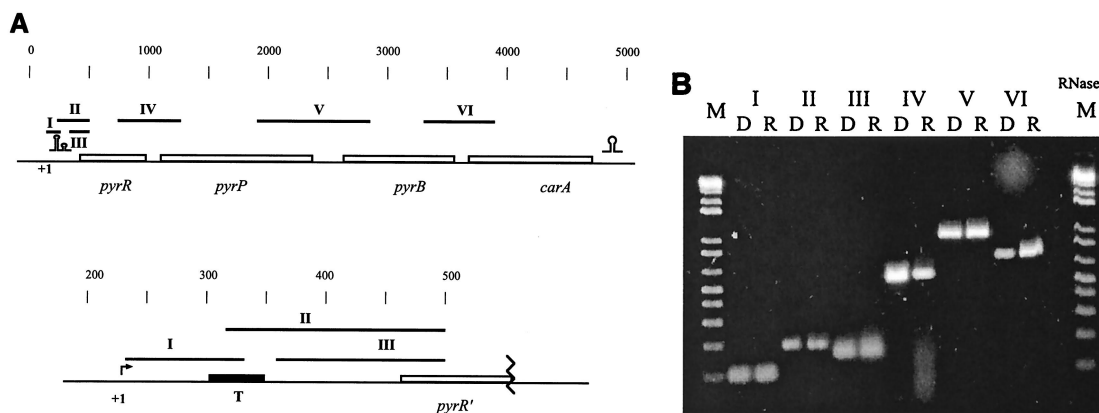 A
0 1000 2000 3000 4000 5000
II IV V VI
I
III
+1
pyrR pyrP pyrB carA
200 300 400 500
II
I III
+1 T pyrR'
B
RNase
M I II III IV V VI M
D R D R D R D R D R D R